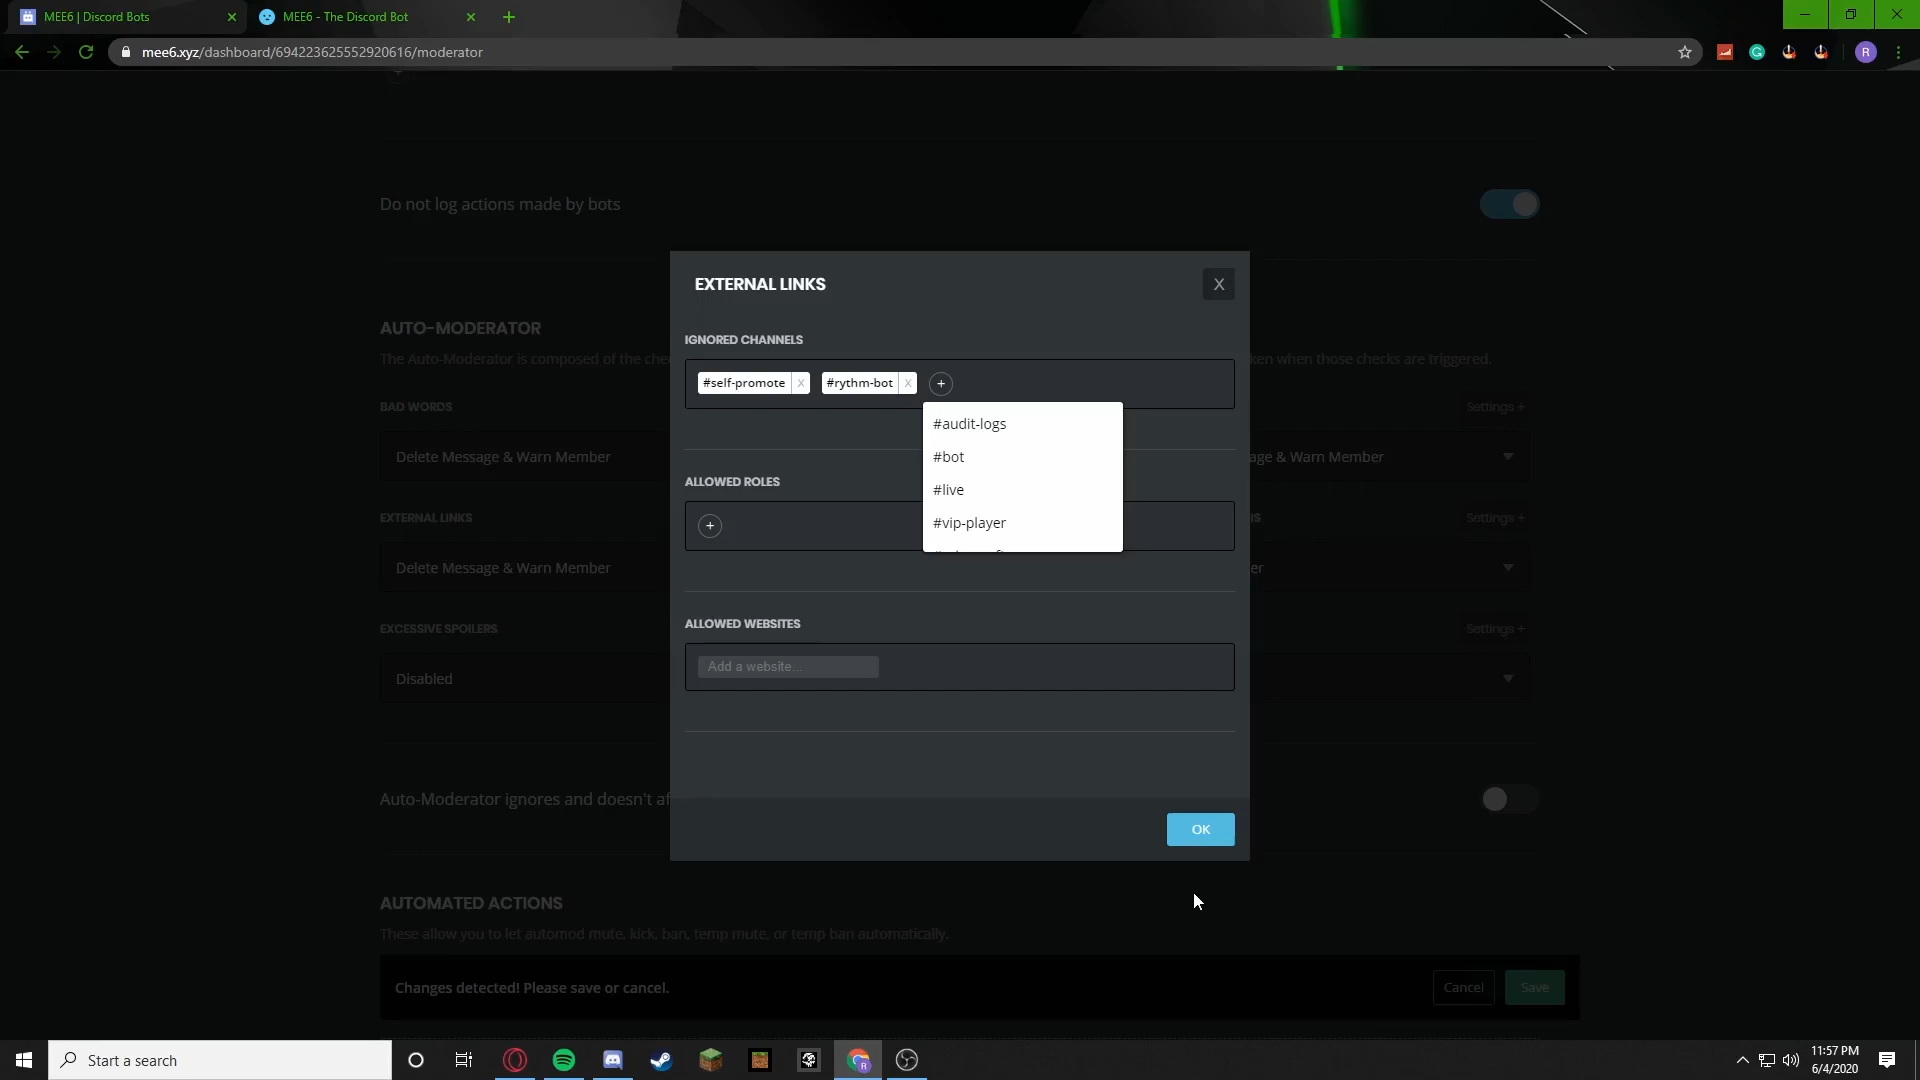 MEE6 | Discord Bots
MEE6 - The Discord Bot
mee6.xyz/dashboard/694223625552920616/moderator
R
Do not log actions made by bots
EXTERNAL LINKS
X
IGNORED CHANNELS
#self-promote X #rythm-bot X +
#audit-logs
#bot
#live
#vip-player
ALLOWED ROLES
+
ALLOWED WEBSITES
Add a website...
OK
AUTO-MODERATOR
The Auto-Moderator is composed of the che
ken when those checks are triggered.
BAD WORDS
Settings +
Delete Message & Warn Member
age & Warn Member
EXTERNAL LINKS
Settings +
Delete Message & Warn Member
er
EXCESSIVE SPOILERS
Settings +
Disabled
Auto-Moderator ignores and doesn't af
AUTOMATED ACTIONS
These allow you to let automod mute, kick, ban, temp mute, or temp ban automatically.
Changes detected! Please save or cancel.
Cancel
Save
Start a search
11:57 PM
6/4/2020